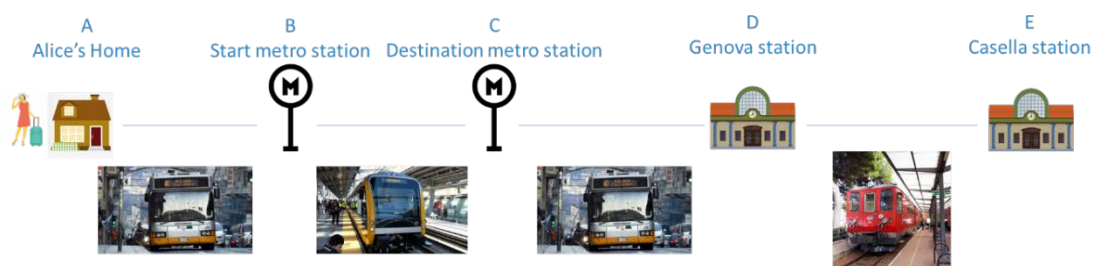 A
Alice's Home
B
Start metro station
C
Destination metro station
D
Genova station
E
Casella station
M
M